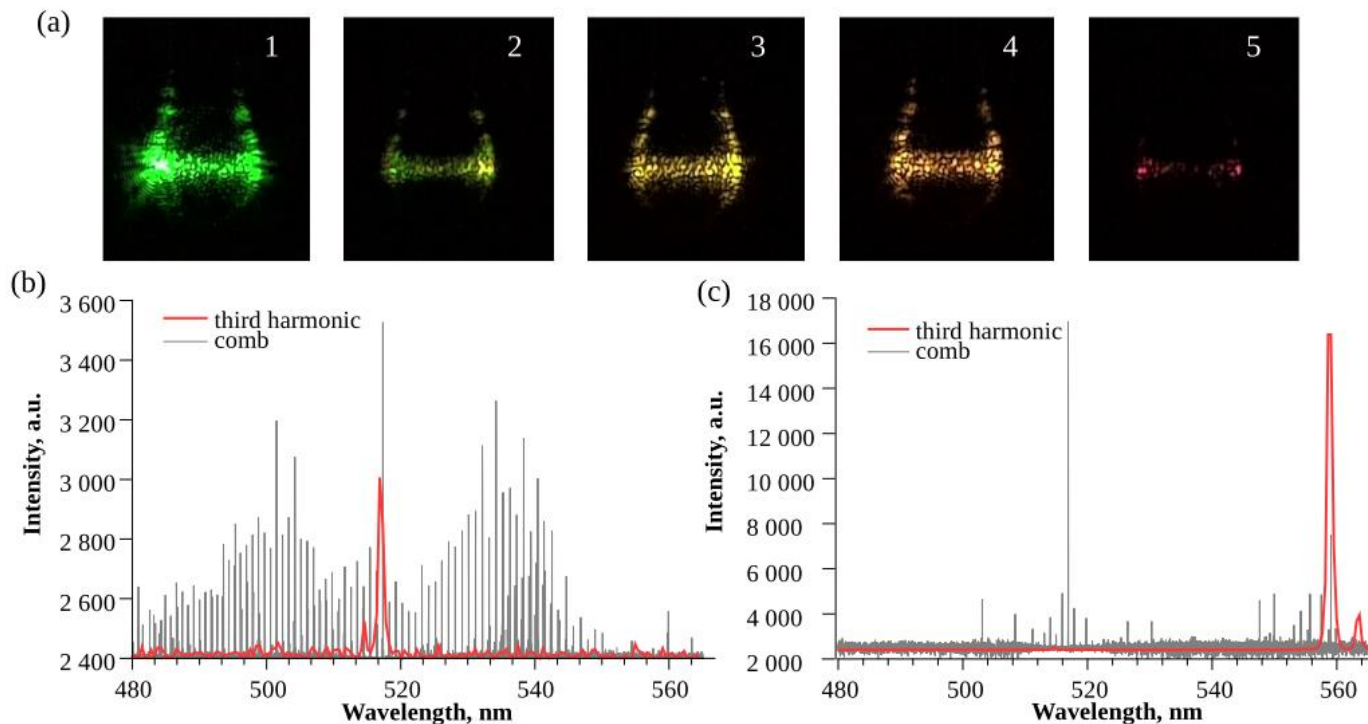 (a)
1
2
3
4
5
(b)
3 600
3 400
3 200
3 000
2 800
2 600
2 400
Intensity, a.u.
third harmonic
comb
480
500
520
540
560
Wavelength, nm
(c)
18 000
16 000
14 000
12 000
10 000
8 000
6 000
4 000
2 000
Intensity, a.u.
third harmonic
comb
480
500
520
540
560
Wavelength, nm